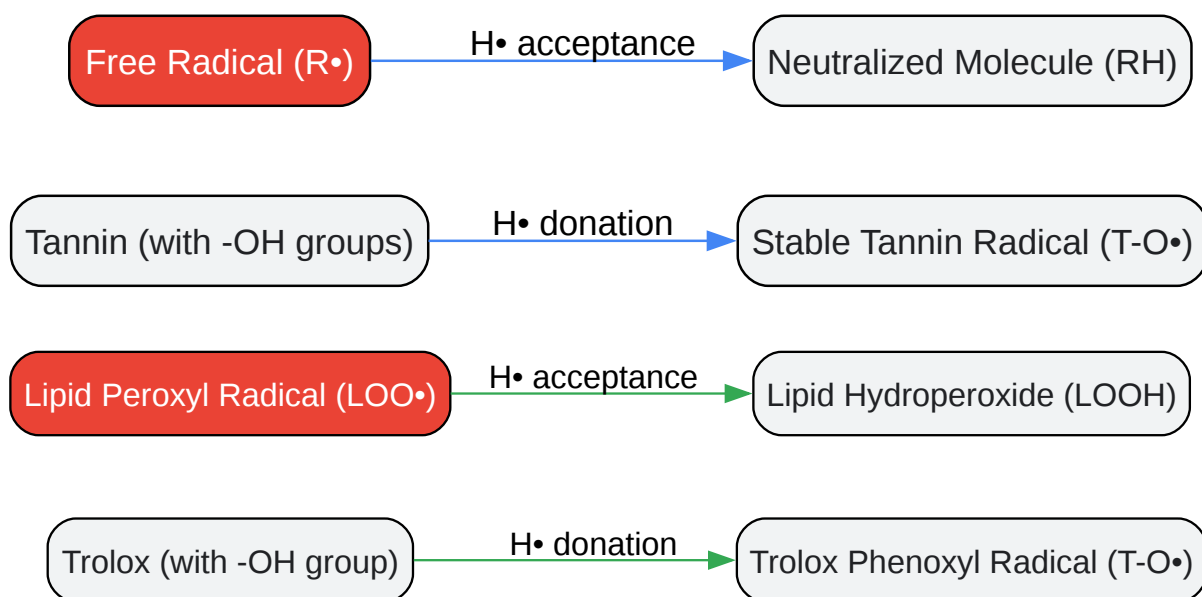 Free Radical (R•)
H• acceptance
Neutralized Molecule (RH)
Tannin (with -OH groups)
H• donation
Stable Tannin Radical (T-O•)
Lipid Peroxyl Radical (LOO•)
H• acceptance
Lipid Hydroperoxide (LOOH)
Trolox (with -OH group)
H• donation
Trolox Phenoxyl Radical (T-O•)